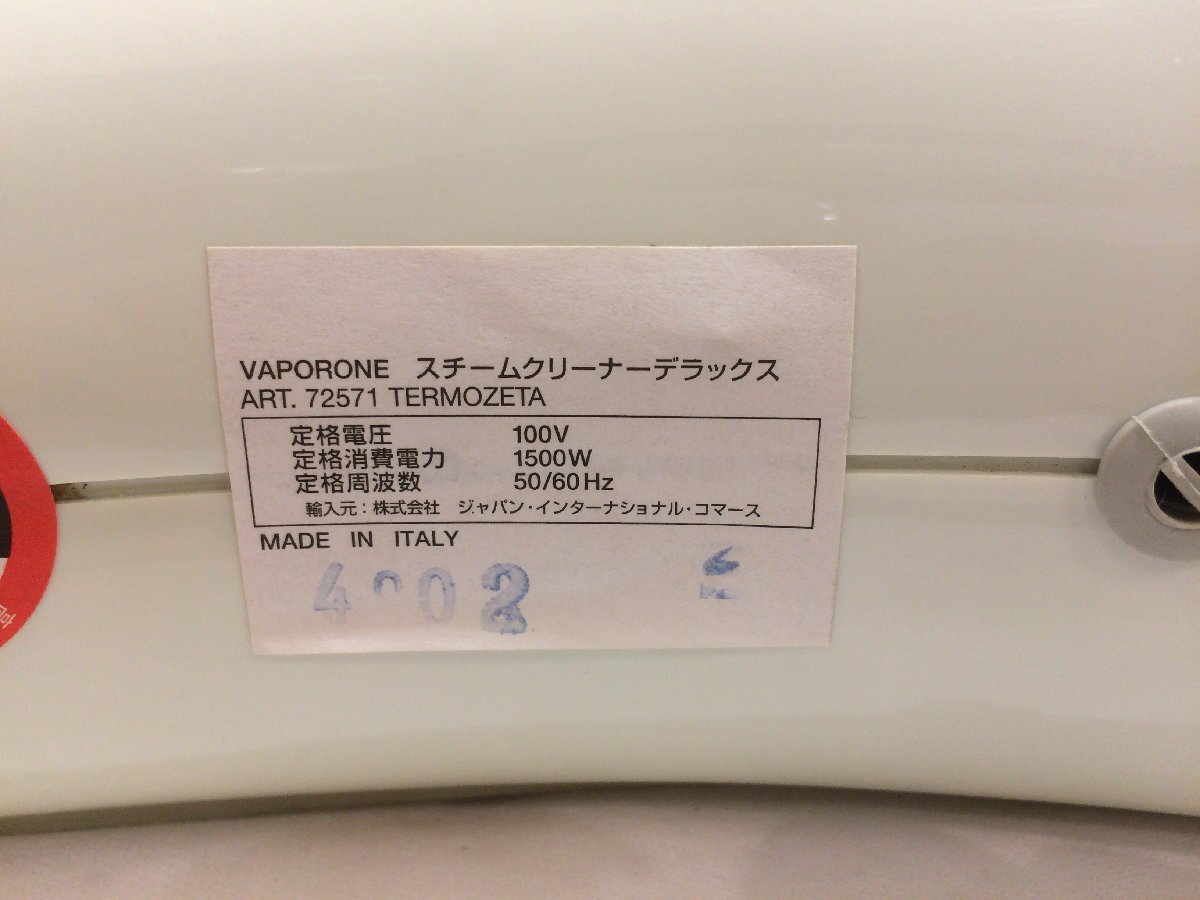 VAPORONE スチームクリーナーデラックス
ART. 72571 TERMOZETA
定格電圧 100V
定格消費電力 1500W
定格周波数 50/60Hz
輸入元：株式会社 ジャパン・インターナショナル・コマース
MADE IN ITALY
4002